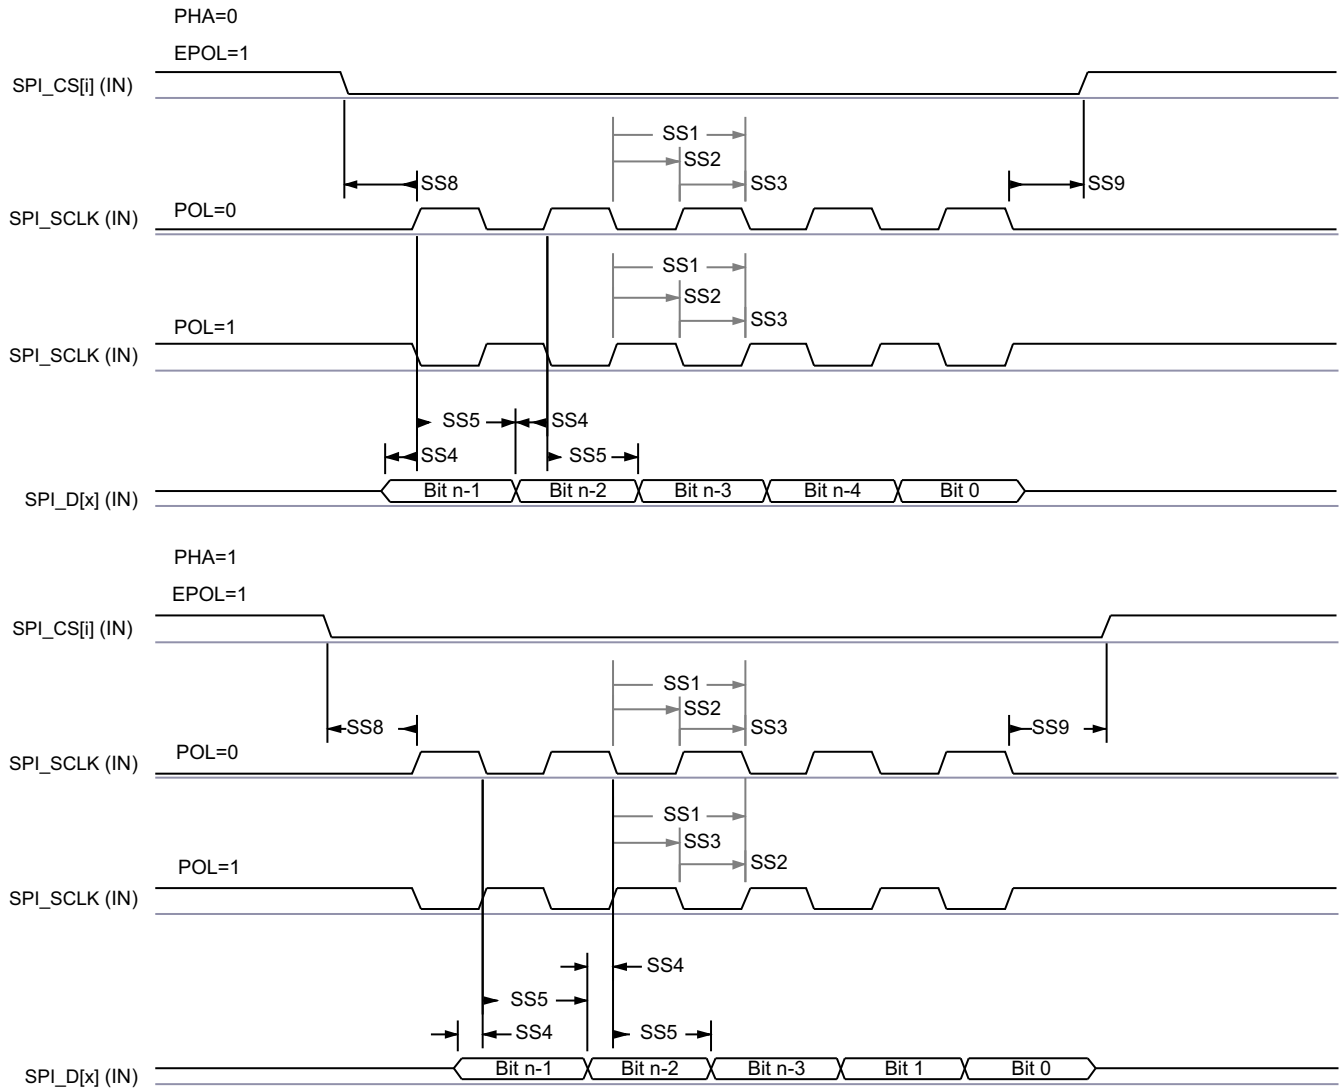 PHA=0
EPOL=1
SPI_CS[i] (IN)
SS1
SS2
SS8
SS3
SS9
POL=0
SPI_SCLK (IN)
SS1
SS2
SS3
POL=1
SPI_SCLK (IN)
SS5
SS4
SS4
SS5
Bit n-1
Bit n-2
Bit n-3
Bit n-4
Bit 0
SPI_D[x] (IN)
PHA=1
EPOL=1
SPI_CS[i] (IN)
SS1
SS2
SS8
SS3
SS9
POL=0
SPI_SCLK (IN)
SS1
SS3
SS2
POL=1
SPI_SCLK (IN)
SS4
SS5
SS4
SS5
Bit n-1
Bit n-2
Bit n-3
Bit 1
Bit 0
SPI_D[x] (IN)